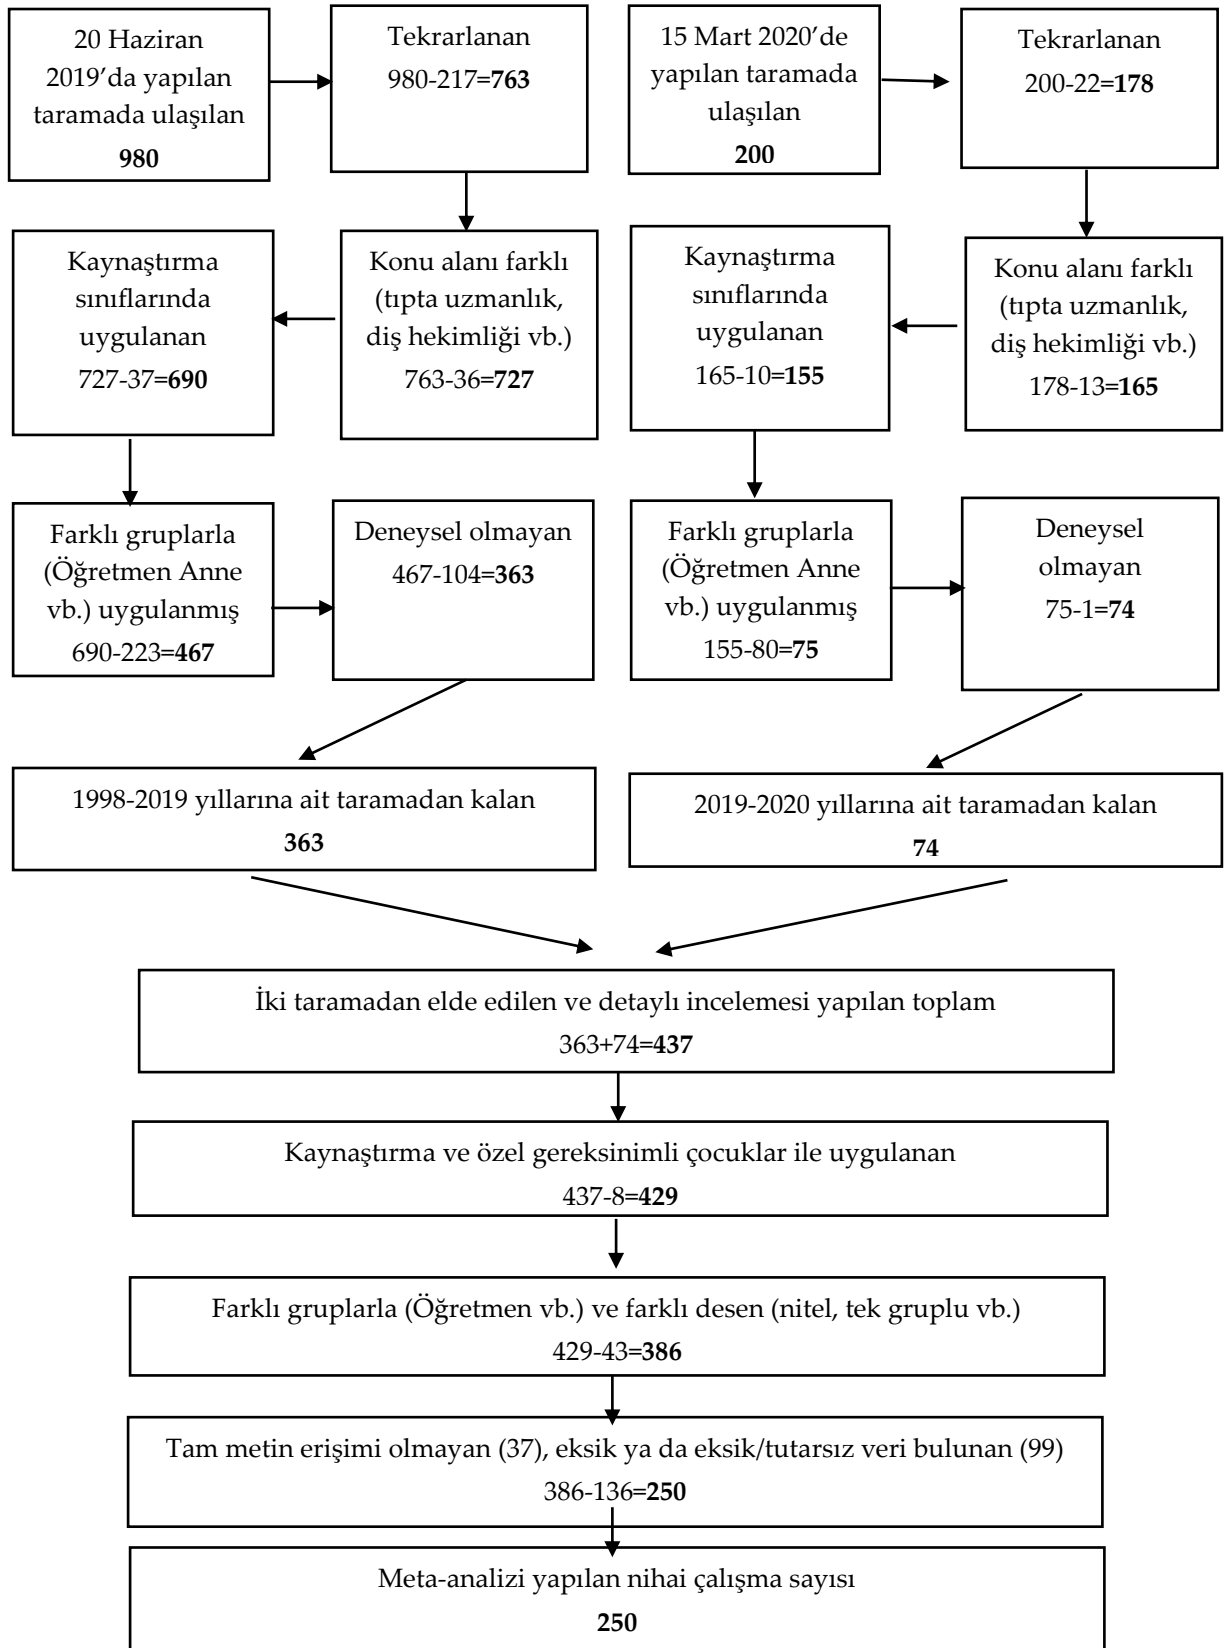 20 Haziran
2019’da yapılan
taramada ulaşılan
980
Tekrarlanan
980-217=763
Konu alanı farklı
(tıpta uzmanlık,
diş hekimliği vb.)
763-36=727
Kaynaştırma
sınıflarında
uygulanan
727-37=690
Farklı gruplarla
(Öğretmen Anne
vb.) uygulanmış
690-223=467
Deneysel olmayan
467-104=363
1998-2019 yıllarına ait taramadan kalan
363
15 Mart 2020’de
yapılan taramada
ulaşılan
200
Tekrarlanan
200-22=178
Konu alanı farklı
(tıpta uzmanlık,
diş hekimliği vb.)
178-13=165
Kaynaştırma
sınıflarında
uygulanan
165-10=155
Farklı gruplarla
(Öğretmen Anne
vb.) uygulanmış
155-80=75
Deneysel
olmayan
75-1=74
2019-2020 yıllarına ait taramadan kalan
74
İki taramadan elde edilen ve detaylı incelemesi yapılan toplam
363+74=437
Kaynaştırma ve özel gereksinimli çocuklar ile uygulanan
437-8=429
Farklı gruplarla (Öğretmen vb.) ve farklı desen (nitel, tek gruplu vb.)
429-43=386
Tam metin erişimi olmayan (37), eksik ya da eksik/tutarsız veri bulunan (99)
386-136=250
Meta-analizi yapılan nihai çalışma sayısı
250